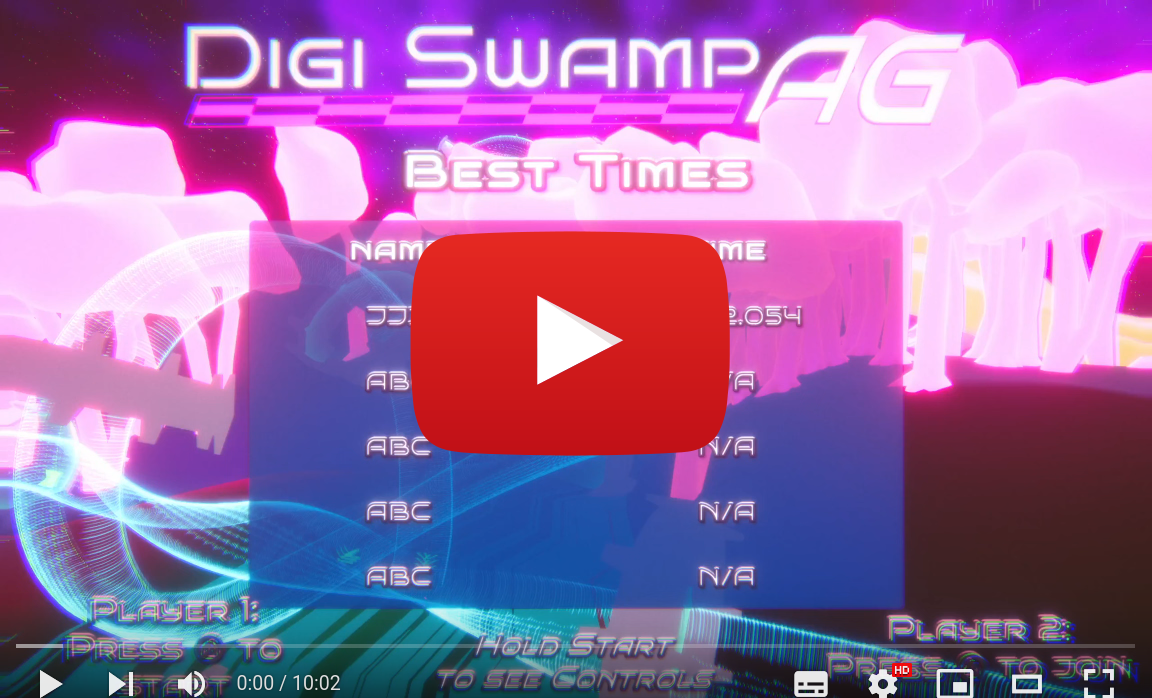 DIGI SWAMP AG
BEST TIMES
ABC N/A
ABC N/A
ABC N/A
PLAYER 1:
PRESS TO
START
HOLD START
TO SEE CONTROLS
PLAYER 2:
PRESS TO JOIN
0:00 / 10:02
HD